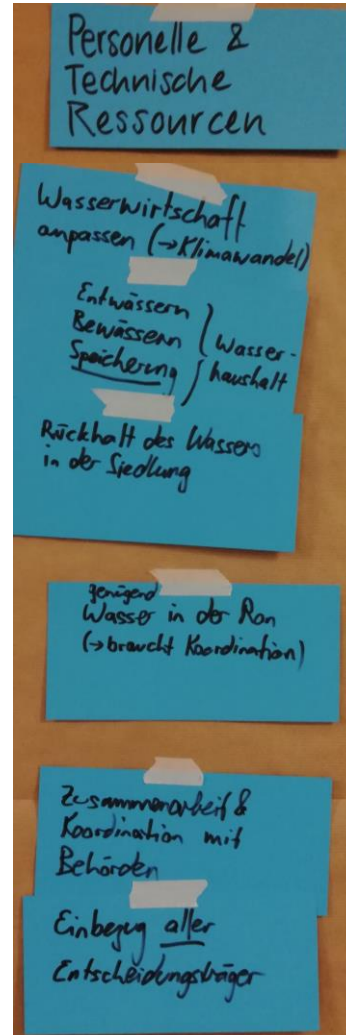 Personelle &
Technische
Ressourcen
Wasserwirtschaft
anpassen (→Klimawandel)
Entwässern
Bewässern
Speicherung
Wasser-
haushalt
Rückhalt des Wassers
in der Siedlung
genügend
Wasser in der Ron
(→braucht Koordination)
Zusammenarbeit &
Koordination mit
Behörden
Einbezug aller
Entscheidungsträger